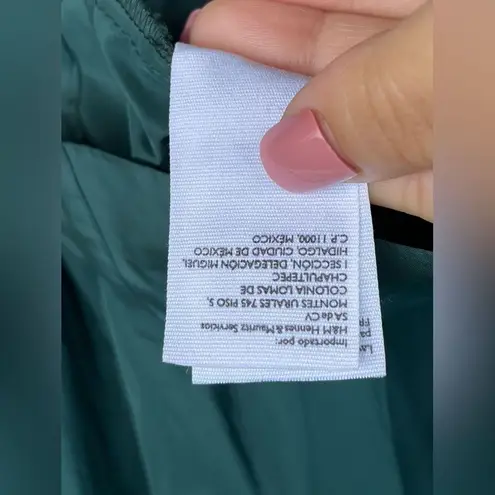 Importado por:
H&M Hennes&Mauritz Servicios
SA de CV
MONTES URALES 745 PISO 5,
COLONIA LOMAS DE
CHAPULTEPEC
I SECCIÓN, DELEGACIÓN MIGUEL
HIDALGO, CIUDAD DE MÉXICO
C.P 11000, MÉXICO